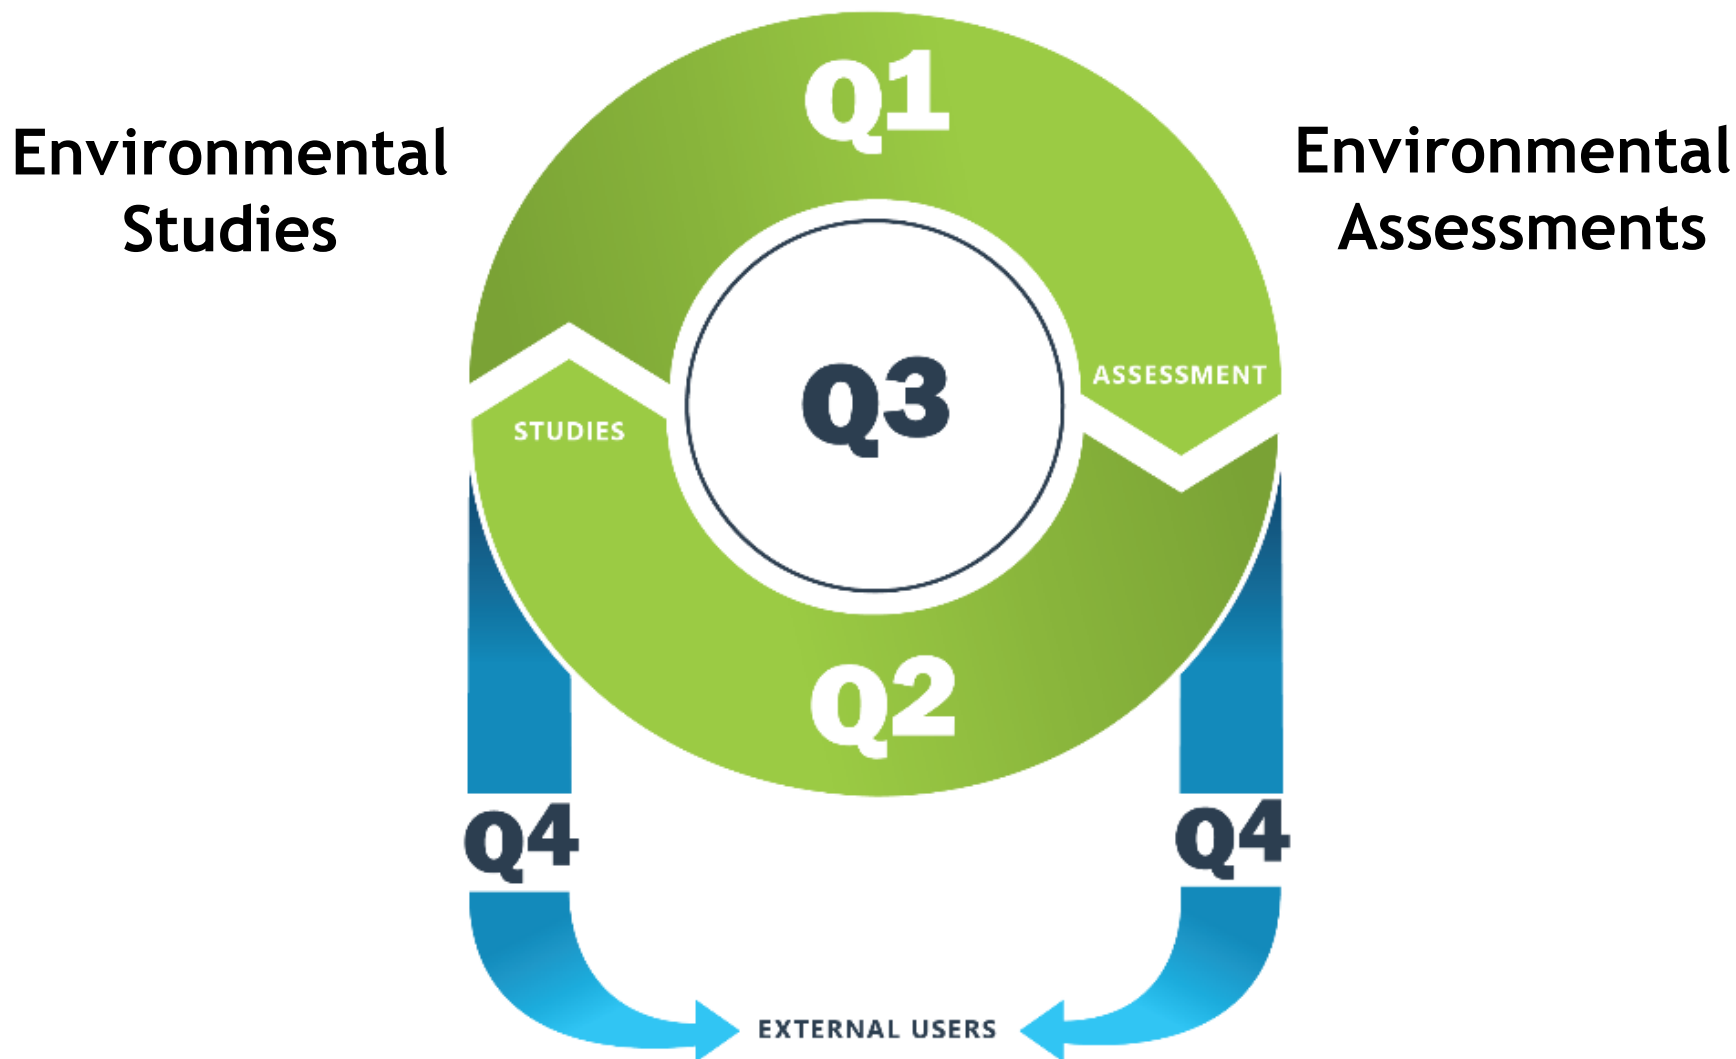 Q1
Environmental
Studies
Environmental
Assessments
Q3
ASSESSMENT
STUDIES
Q2
Q4
Q4
EXTERNAL USERS